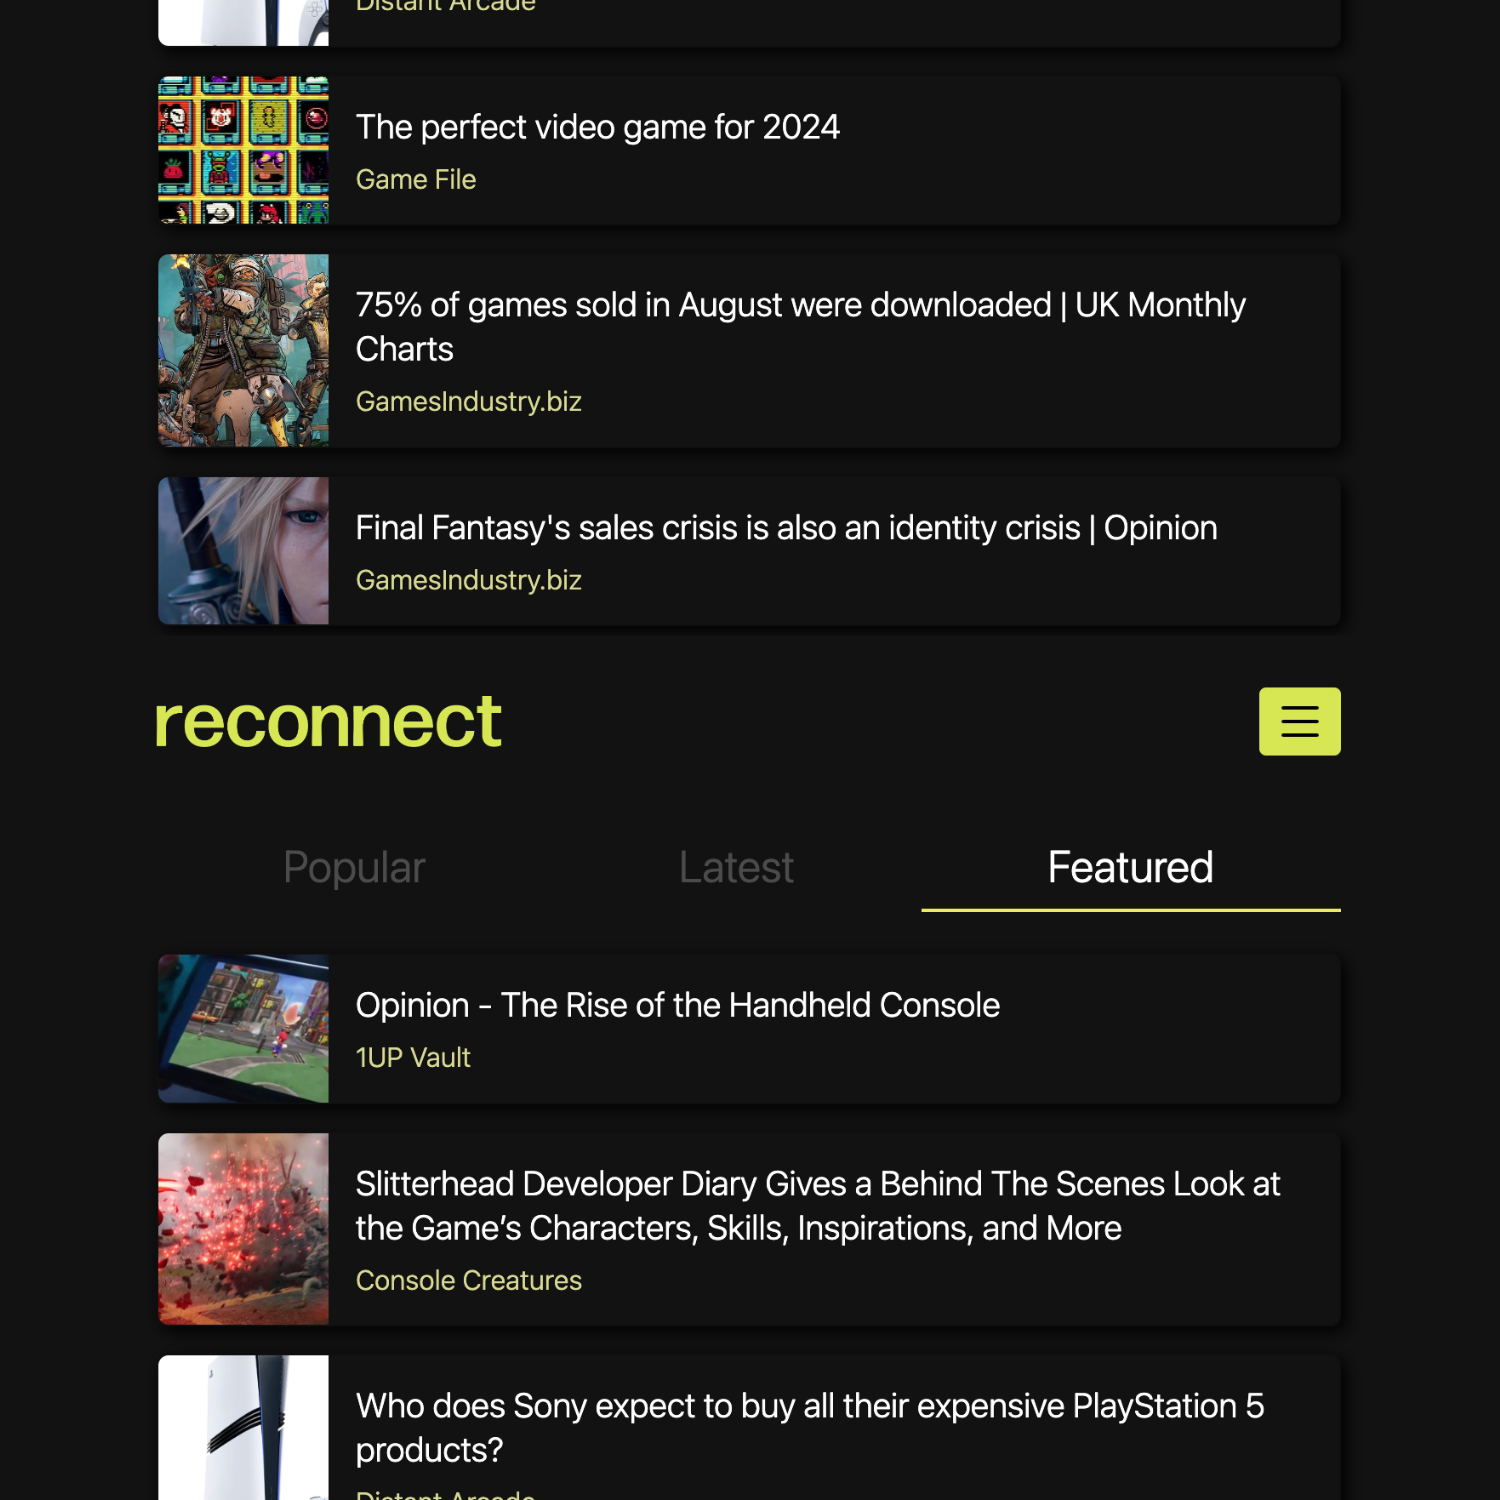 Distant Arcade
The perfect video game for 2024
Game File
75% of games sold in August were downloaded | UK Monthly
Charts
GamesIndustry.biz
Final Fantasy's sales crisis is also an identity crisis | Opinion
GamesIndustry.biz
reconnect
Popular
Latest
Featured
Opinion - The Rise of the Handheld Console
1UP Vault
Slitterhead Developer Diary Gives a Behind The Scenes Look at
the Game’s Characters, Skills, Inspirations, and More
Console Creatures
Who does Sony expect to buy all their expensive PlayStation 5
products?
Distant Arcade